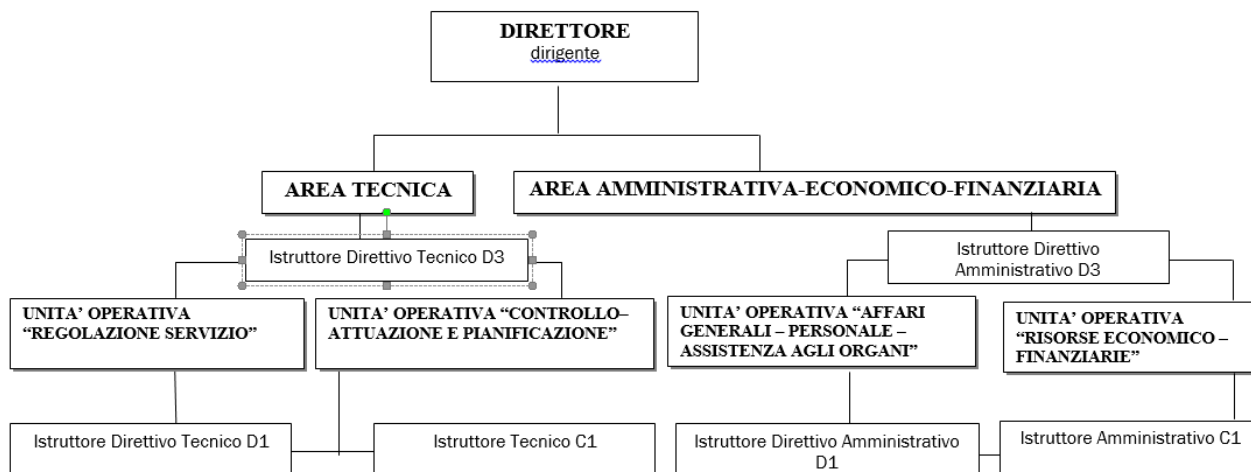 DIRETTORE
dirigente
AREA TECNICA
AREA AMMINISTRATIVA-ECONOMICO-FINANZIARIA
Istruttore Direttivo Tecnico D3
Istruttore Direttivo
Amministrativo D3
UNITA’ OPERATIVA
“REGOLAZIONE SERVIZIO”
UNITA’ OPERATIVA “CONTROLLO–
ATTUAZIONE E PIANIFICAZIONE”
UNITA’ OPERATIVA “AFFARI
GENERALI – PERSONALE –
ASSISTENZA AGLI ORGANI”
UNITA’ OPERATIVA
“RISORSE ECONOMICO –
FINANZIARIE”
Istruttore Direttivo Tecnico D1
Istruttore Tecnico C1
Istruttore Direttivo Amministrativo
D1
Istruttore Amministrativo C1